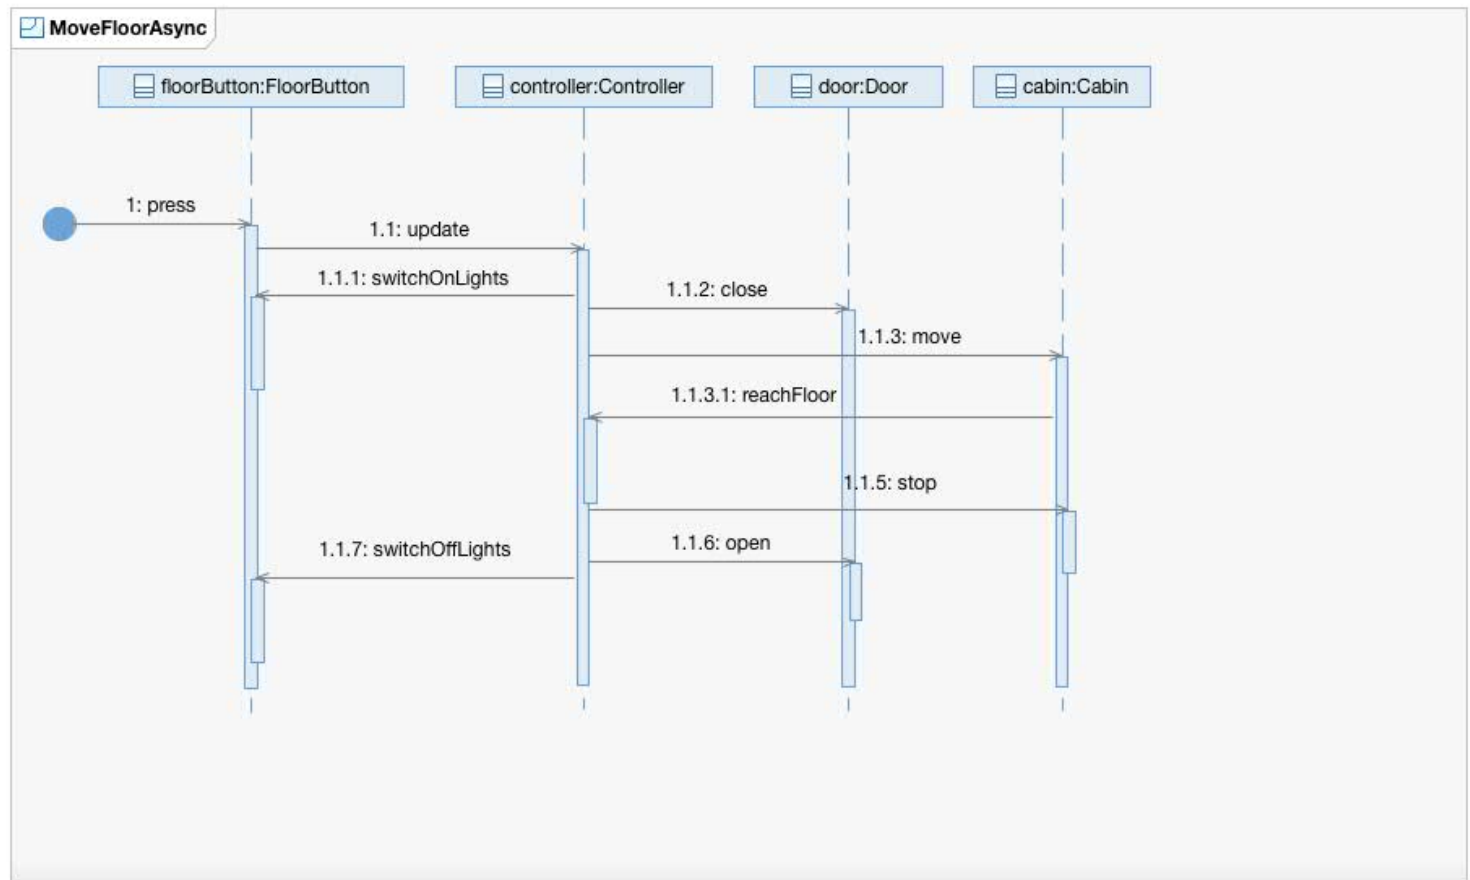 MoveFloorAsync
floorButton:FloorButton
controller:Controller
door:Door
cabin:Cabin
1: press
1.1: update
1.1.1: switchOnLights
1.1.2: close
1.1.3: move
1.1.3.1: reachFloor
1.1.5: stop
1.1.6: open
1.1.7: switchOffLights